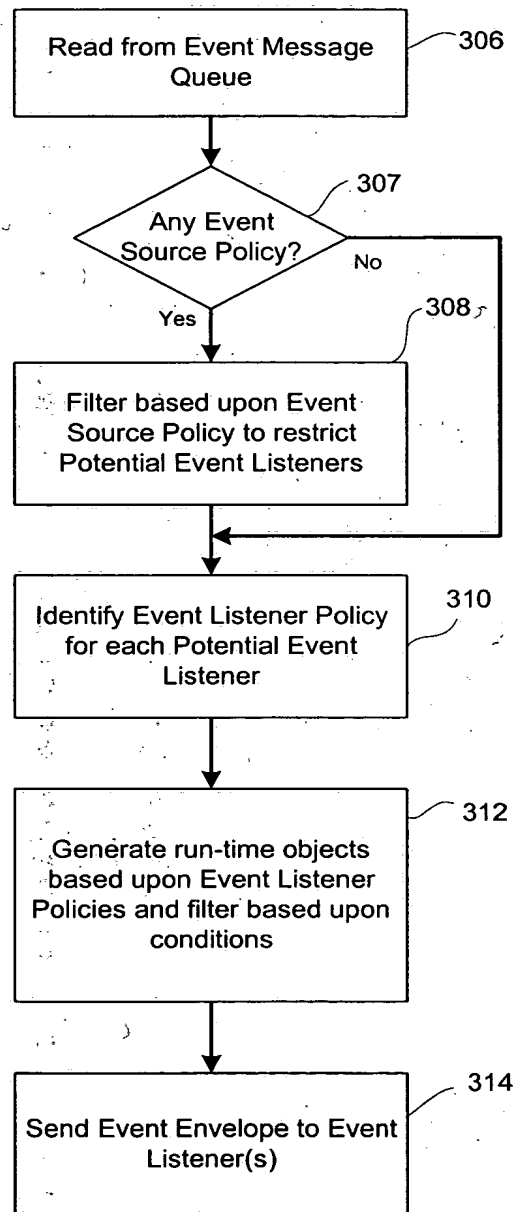 Read from Event Message
Queue
306
Any Event
Source Policy?
307
No
Yes
308
Filter based upon Event
Source Policy to restrict
Potential Event Listeners
Identify Event Listener Policy
for each Potential Event
Listener
310
Generate run-time objects
based upon Event Listener
Policies and filter based upon
conditions
312
Send Event Envelope to Event
Listener(s)
314